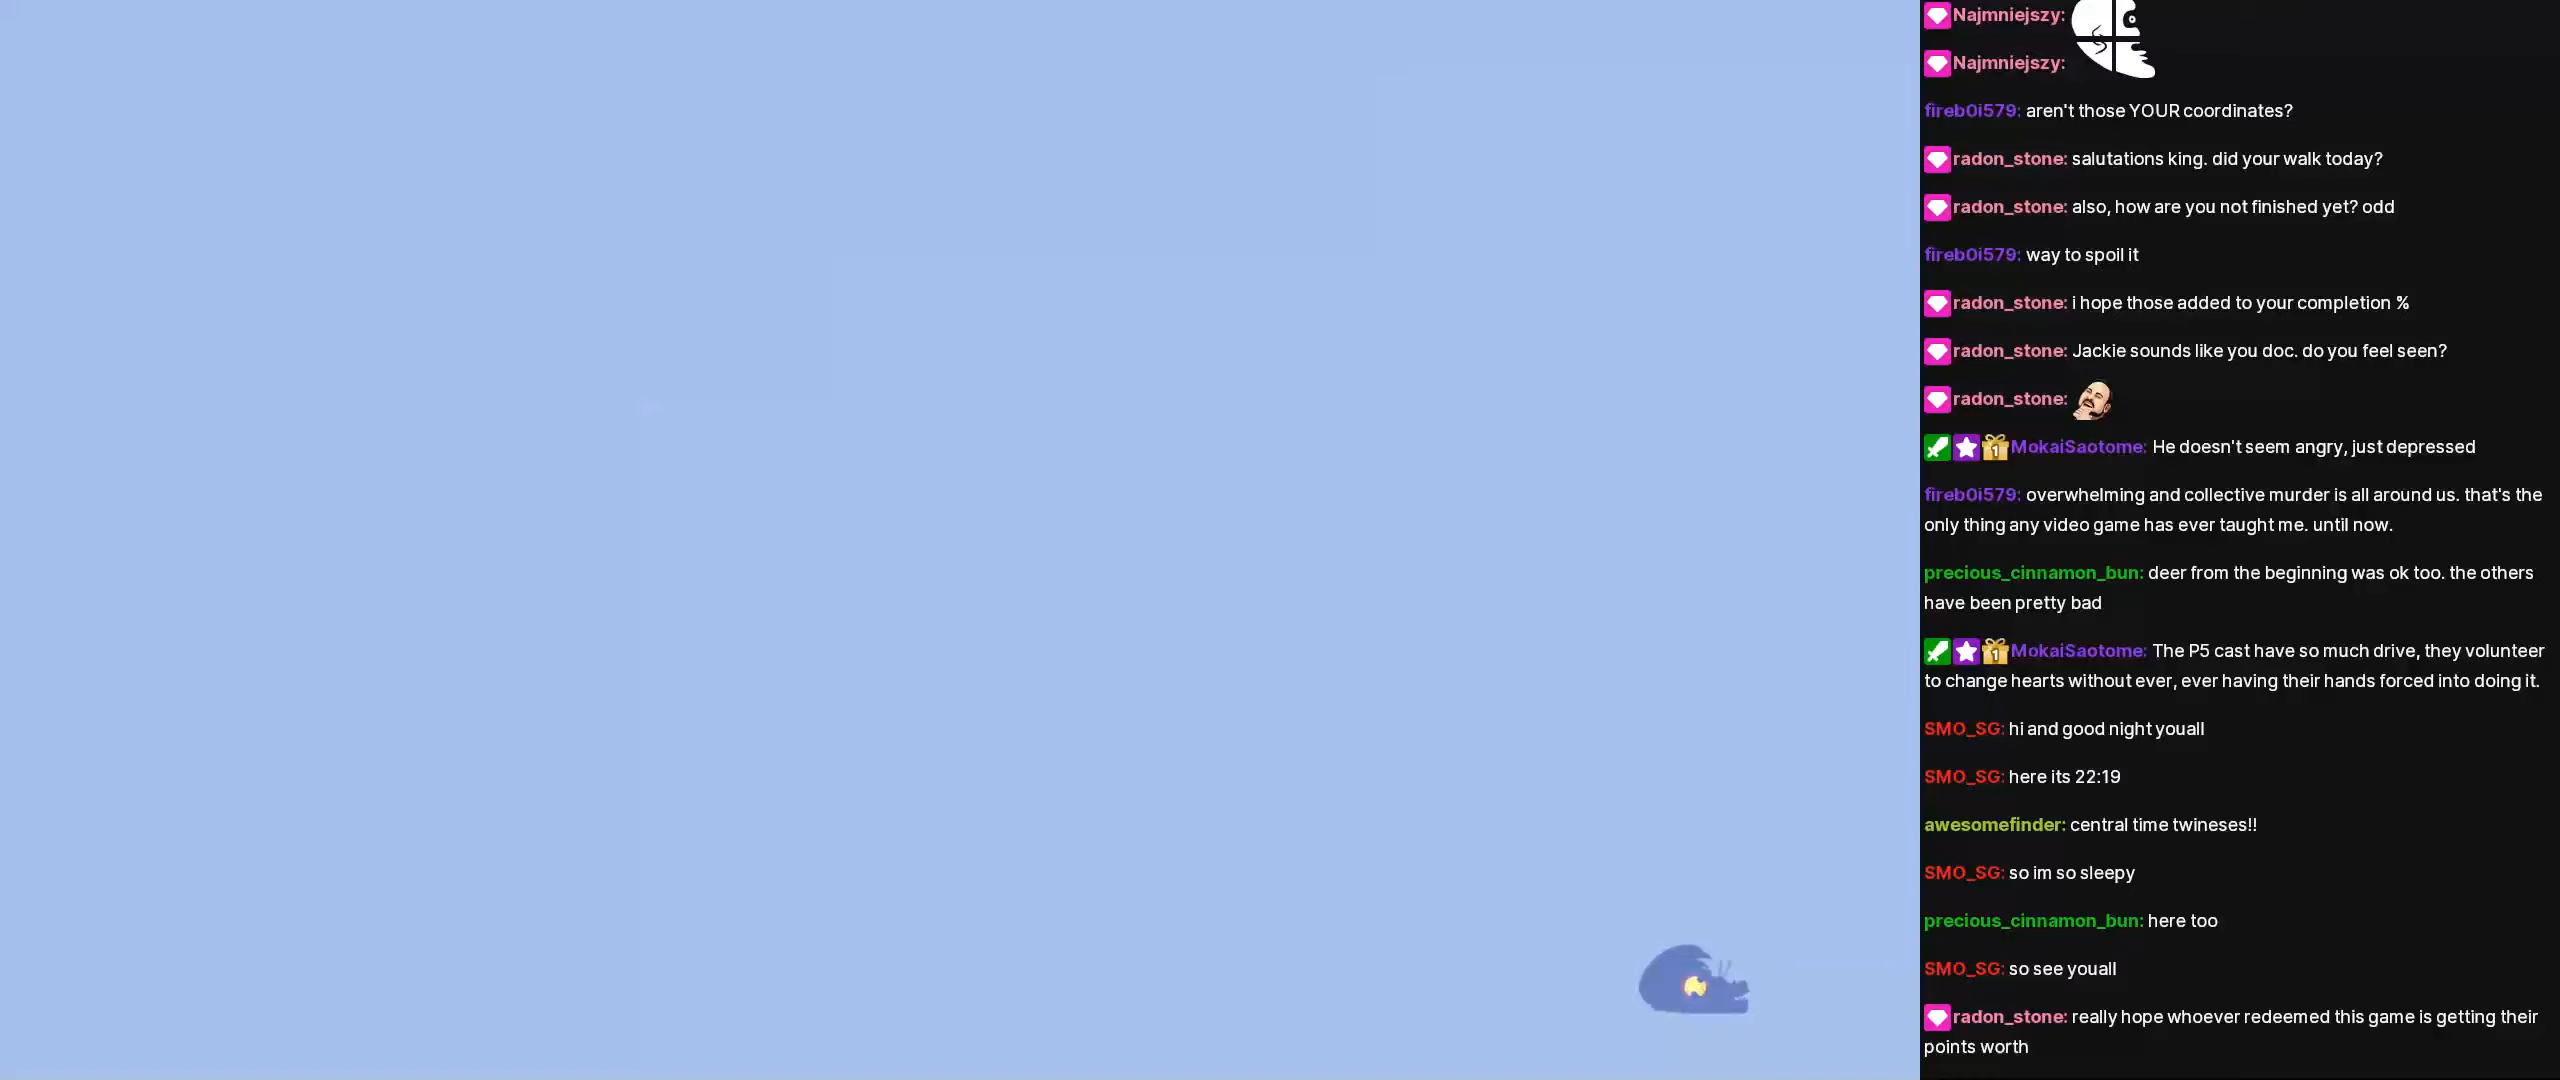 Najmniejszy:
Najmniejszy:
fireb0i579: aren't those YOUR coordinates?
radon_stone: salutations king. did your walk today?
radon_stone: also, how are you not finished yet? odd
fireb0i579: way to spoil it
radon_stone: i hope those added to your completion %
radon_stone: Jackie sounds like you doc. do you feel seen?
radon_stone:
1 MokaiSaotome: He doesn't seem angry, just depressed
fireb0i579: overwhelming and collective murder is all around us. that's the
only thing any video game has ever taught me. until now.
precious_cinnamon_bun: deer from the beginning was ok too. the others
have been pretty bad
1 MokaiSaotome: The P5 cast have so much drive, they volunteer
to change hearts without ever, ever having their hands forced into doing it.
SMO_SG: hi and good night youall
SMO_SG: here its 22:19
awesomefinder: central time twineses!!
SMO_SG: so im so sleepy
precious_cinnamon_bun: here too
SMO_SG: so see youall
radon_stone: really hope whoever redeemed this game is getting their
points worth